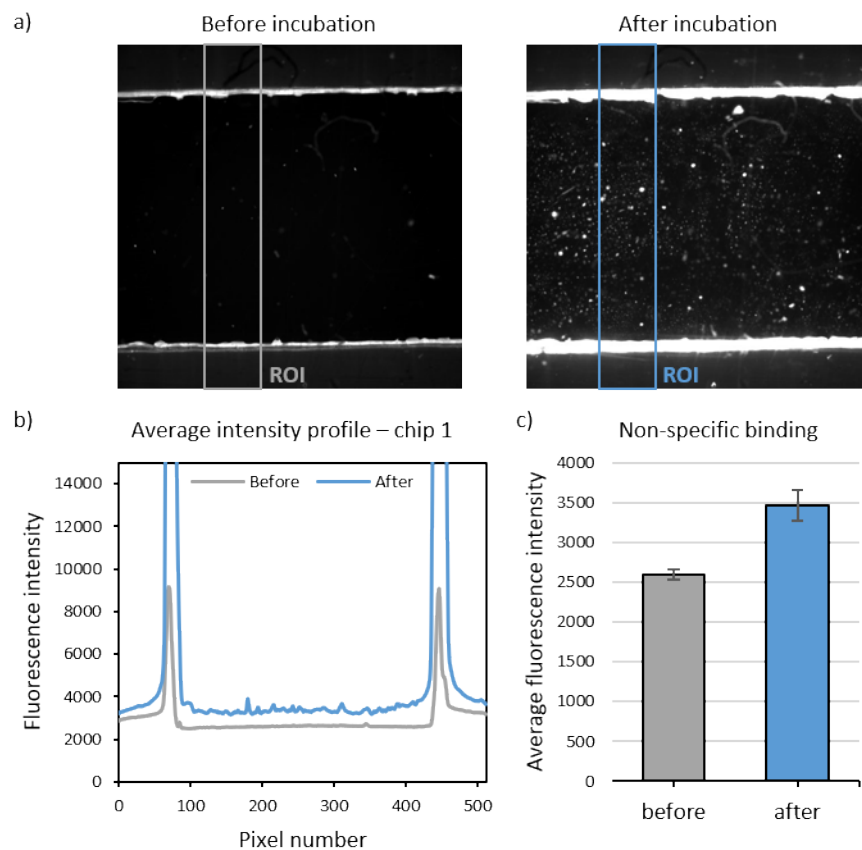 a)
Before incubation
After incubation
ROI
ROI
b)
Average intensity profile – chip 1
Before
After
Fluorescence intensity
14000
12000
10000
8000
6000
4000
2000
0
0
100
200
300
400
500
Pixel number
c)
Non-specific binding
Average fluorescence intensity
4000
3500
3000
2500
2000
1500
1000
500
0
before
after